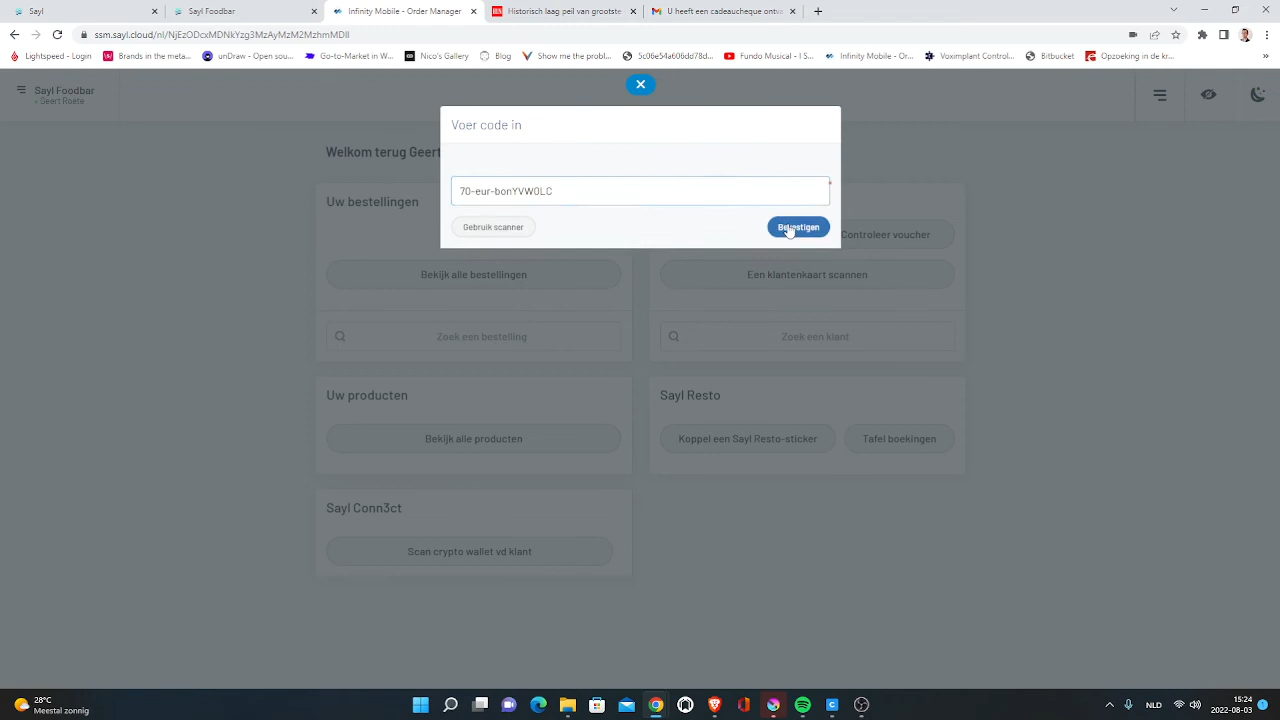 Sayl
Sayl Foodbar
Infinity Mobile - Order Manager
Historisch laag peil van grootste
A cadeaucheque ontv
ssm.sayl.cloud/nl/
Lightspeed - Login
Brands in the meta...
unDraw - Open sou...
Go-to-Market in W...
Nico's Gallery
Blog
Show me the probl...
5c06e54a606dd78d...
Fundo Musical - I S...
Infinity Mobile - Or...
Voximplant Contro...
Bitbucket
Opzoeking in de kr...
»
Sayl Foodbar
Geert Roete
Voer code in
70-eur-bonYVW0LC
Gebruik scanner
Bevestigen
Welkom terug Geert
Uw bestellingen
Controleer voucher
Bekijk alle bestellingen
Een klantenkaart scannen
Zoek een bestelling
Zoek een klant
Uw producten
Sayl Resto
Bekijk alle producten
Koppel een Sayl Resto-sticker
Tafel boekingen
Sayl Conn3ct
Scan crypto wallet vd klant
28°C
Meestal zonnig
NLD
15:24
2022-08-03